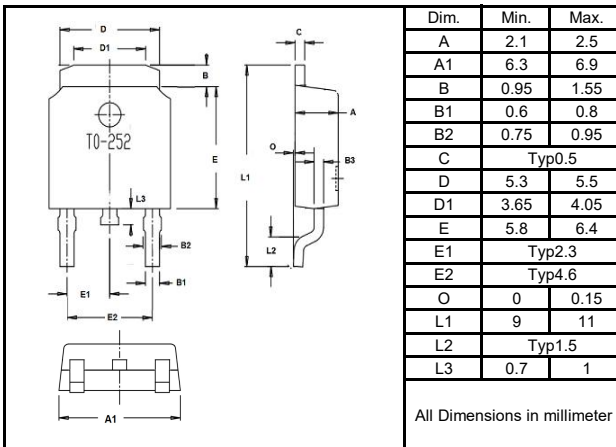 D
D1
C
B
A
TO-252
E
O
B3
L1
L3
L2
B2
E1
B1
E2
A1
Dim. Min. Max.
A 2.1 2.5
A1 6.3 6.9
B 0.95 1.55
B1 0.6 0.8
B2 0.75 0.95
C Typ0.5
D 5.3 5.5
D1 3.65 4.05
E 5.8 6.4
E1 Typ2.3
E2 Typ4.6
O 0 0.15
L1 9 11
L2 Typ1.5
L3 0.7 1
All Dimensions in millimeter